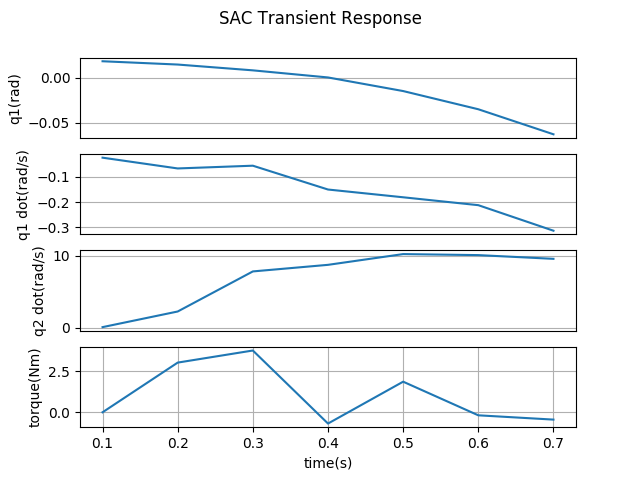 SAC Transient Response
q1(rad)
0.00
−0.05
q1 dot(rad/s)
−0.1
−0.2
−0.3
q2 dot(rad/s)
10
0
torque(Nm)
2.5
0.0
0.1 0.2 0.3 0.4 0.5 0.6 0.7
time(s)